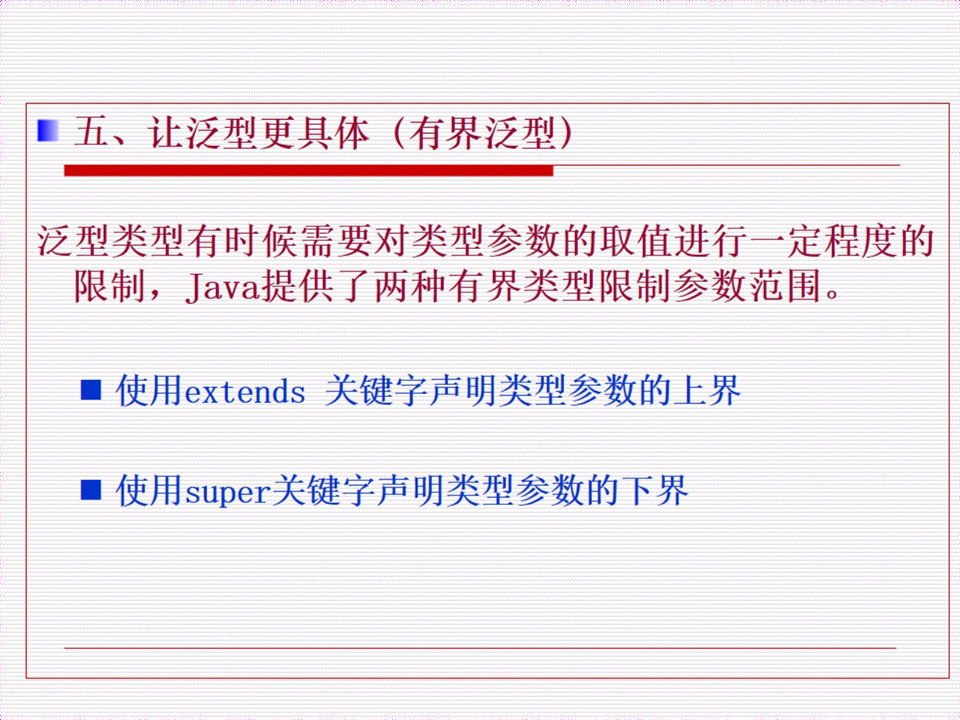 五、让泛型更具体（有界泛型）
泛型类型有时候需要对类型参数的取值进行一定程度的
限制，Java提供了两种有界类型限制参数范围。
使用extends 关键字声明类型参数的上界
使用super关键字声明类型参数的下界